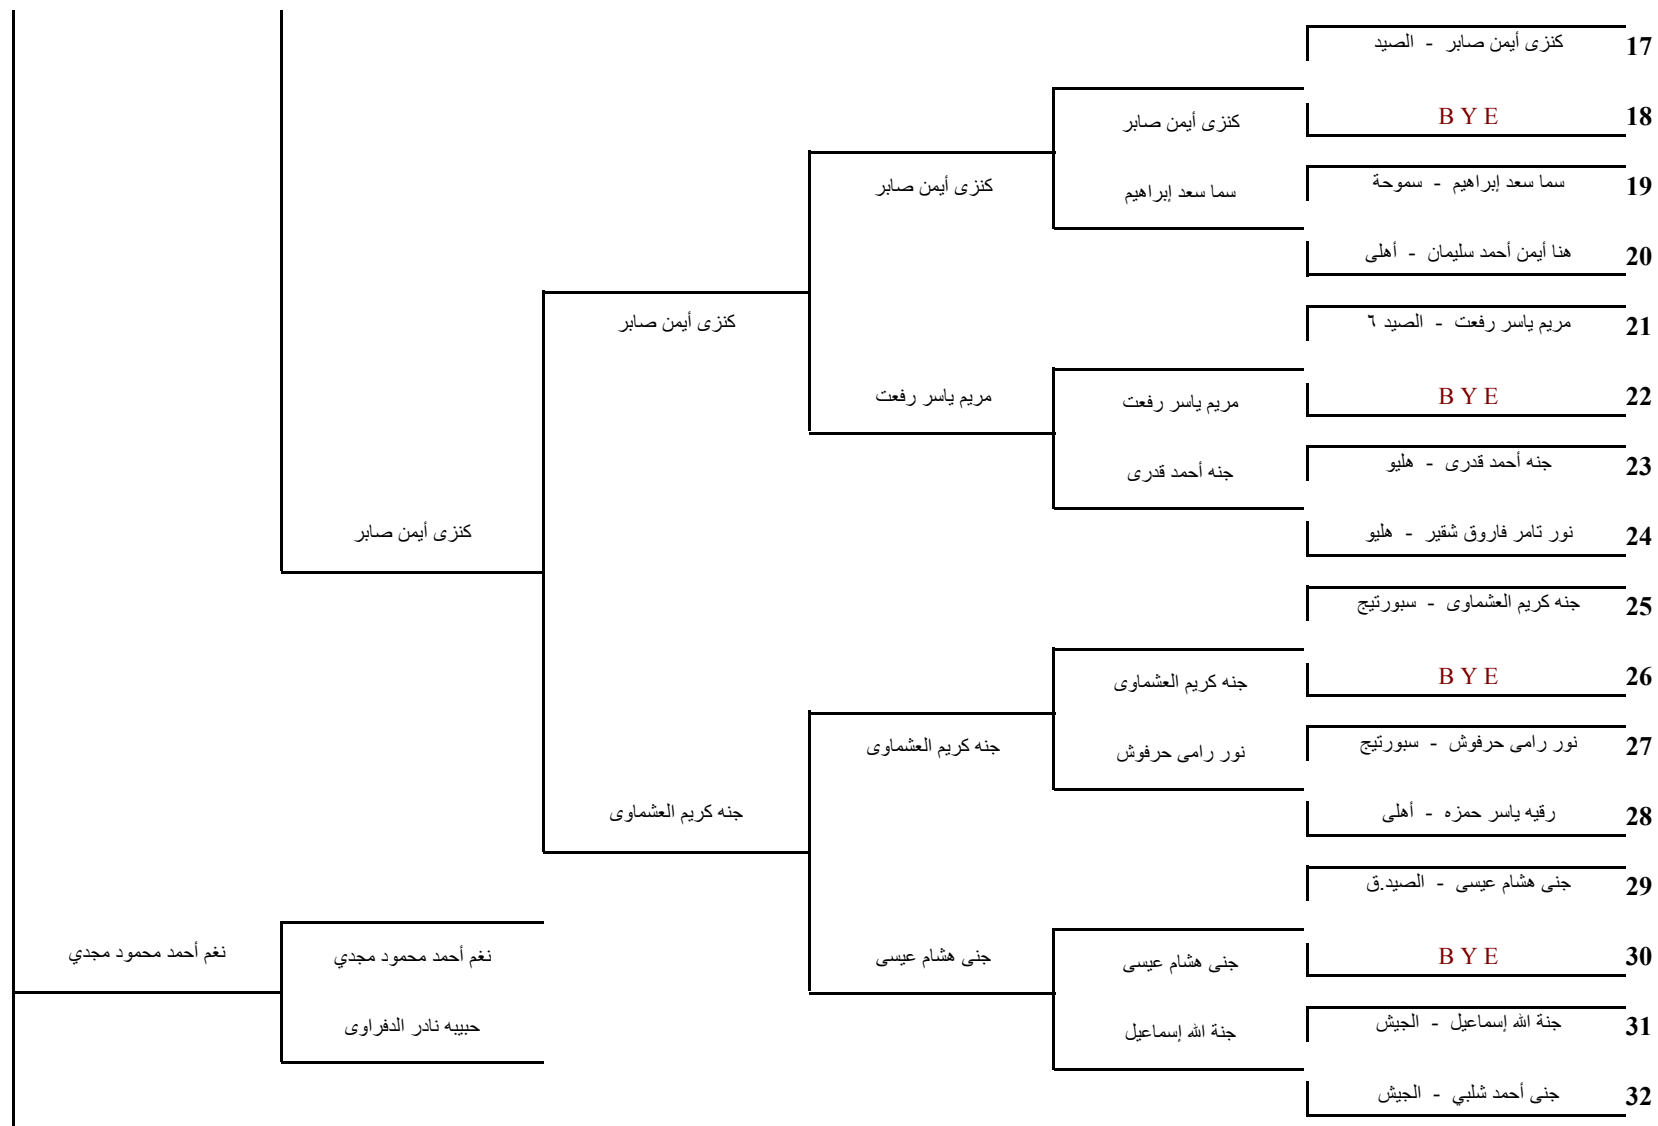 17 كنزى أيمن صابر - الصيد
18 B Y E
كنزى أيمن صابر
19 سما سعد إبراهيم - سموحة
كنزى أيمن صابر
سما سعد إبراهيم
20 هنا أيمن أحمد سليمان - أهلى
21 مريم ياسر رفعت - الصيد ٦
كنزى أيمن صابر
22 B Y E
مريم ياسر رفعت
مريم ياسر رفعت
23 جنه أحمد قدرى - هليو
جنه أحمد قدرى
24 نور تامر فاروق شقير - هليو
كنزى أيمن صابر
25 جنه كريم العشماوى - سبورتيج
26 B Y E
جنه كريم العشماوى
27 نور رامى حرفوش - سبورتيج
نور رامى حرفوش
جنه كريم العشماوى
28 رقيه ياسر حمزه - أهلى
جنه كريم العشماوى
29 جنى هشام عيسى - الصيد.ق
30 B Y E
جنى هشام عيسى
جنى هشام عيسى
نغم أحمد محمود مجدي
نغم أحمد محمود مجدي
31 جنة الله إسماعيل - الجيش
جنة الله إسماعيل
حبيبه نادر الدفراوى
32 جنى أحمد شلبي - الجيش